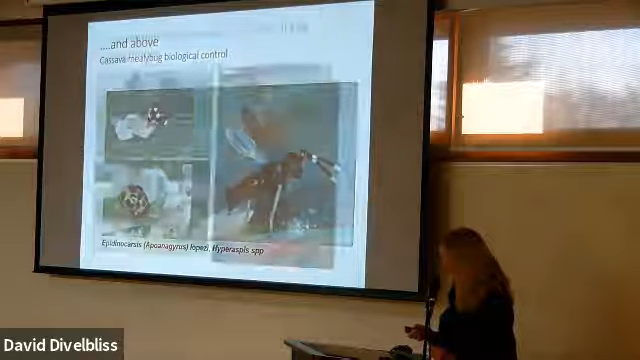 ....and above
Cassava mealybug biological control
Epidinocarsis (Apoanagyrus) lopezi, Hyperaspis spp
David Divelbliss